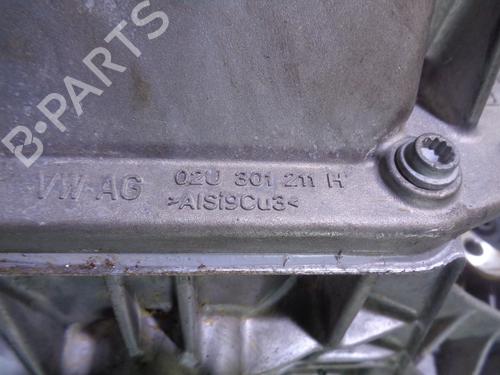 B-PARTS
VW AG 02U 301 211 H
>AlSi9Cu3<